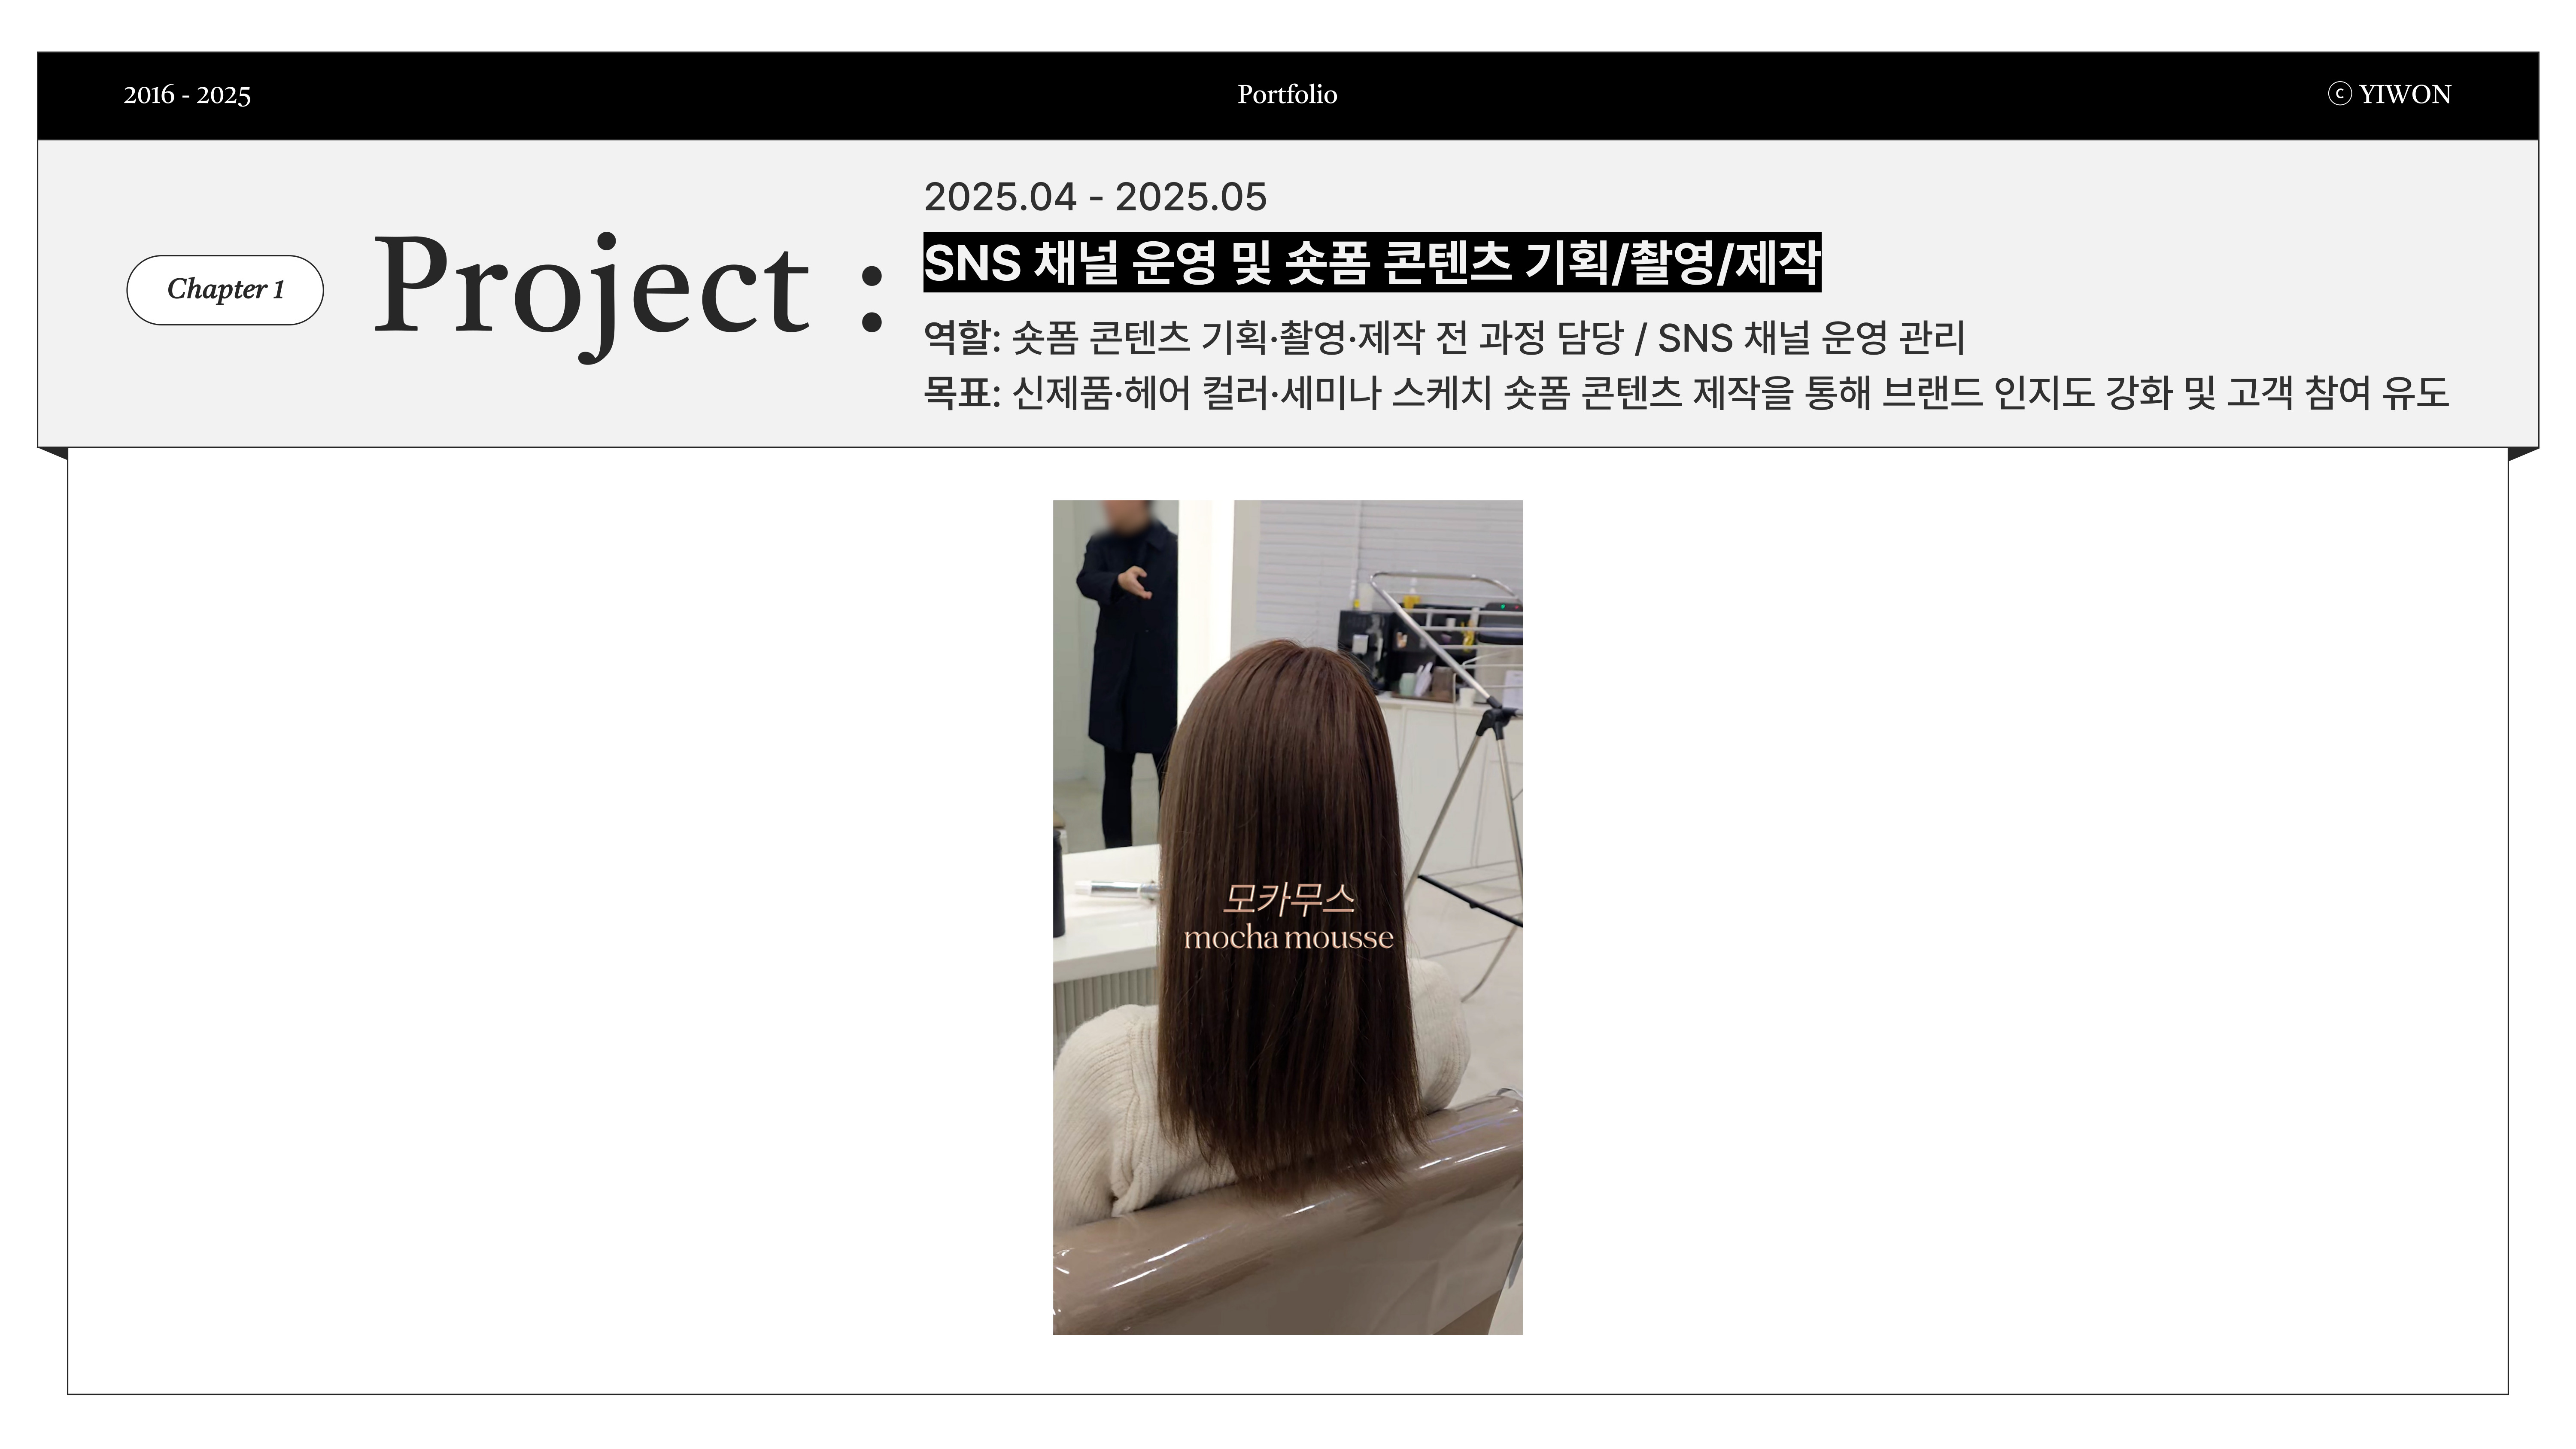 2016 - 2025
Portfolio
ⓒ YIWON
Chapter 1
Project :
2025.04 - 2025.05
SNS 채널 운영 및 숏폼 콘텐츠 기획/촬영/제작
역할: 숏폼 콘텐츠 기획·촬영·제작 전 과정 담당 / SNS 채널 운영 관리
목표: 신제품·헤어 컬러·세미나 스케치 숏폼 콘텐츠 제작을 통해 브랜드 인지도 강화 및 고객 참여 유도
모카무스
mocha mousse